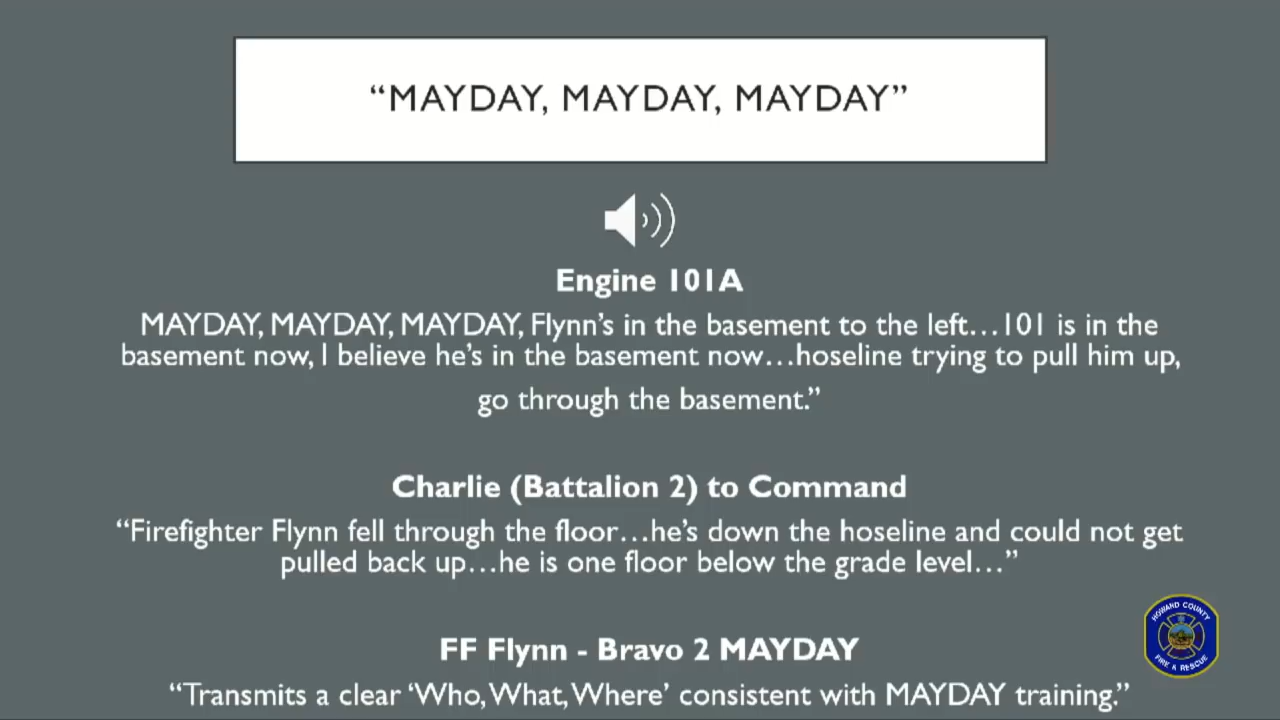 “MAYDAY, MAYDAY, MAYDAY”
Engine 101A
MAYDAY, MAYDAY, MAYDAY, Flynn’s in the basement to the left…101 is in the
basement now, I believe he’s in the basement now…hoseline trying to pull him up,
go through the basement.”
Charlie (Battalion 2) to Command
“Firefighter Flynn fell through the floor…he’s down the hoseline and could not get
pulled back up…he is one floor below the grade level…”
FF Flynn - Bravo 2 MAYDAY
“Transmits a clear ‘Who, What, Where’ consistent with MAYDAY training.”
HOWARD COUNTY
FIRE & RESCUE